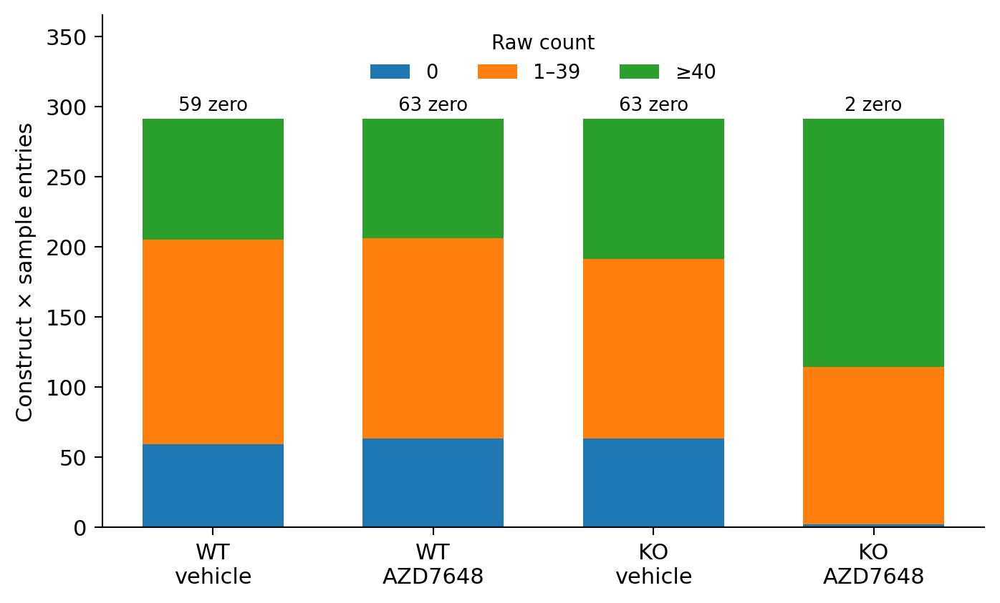 Raw count
0 1–39 ≥40
59 zero 63 zero 63 zero 2 zero
Construct × sample entries
350
300
250
200
150
100
50
0
WT WT KO KO
vehicle AZD7648 vehicle AZD7648